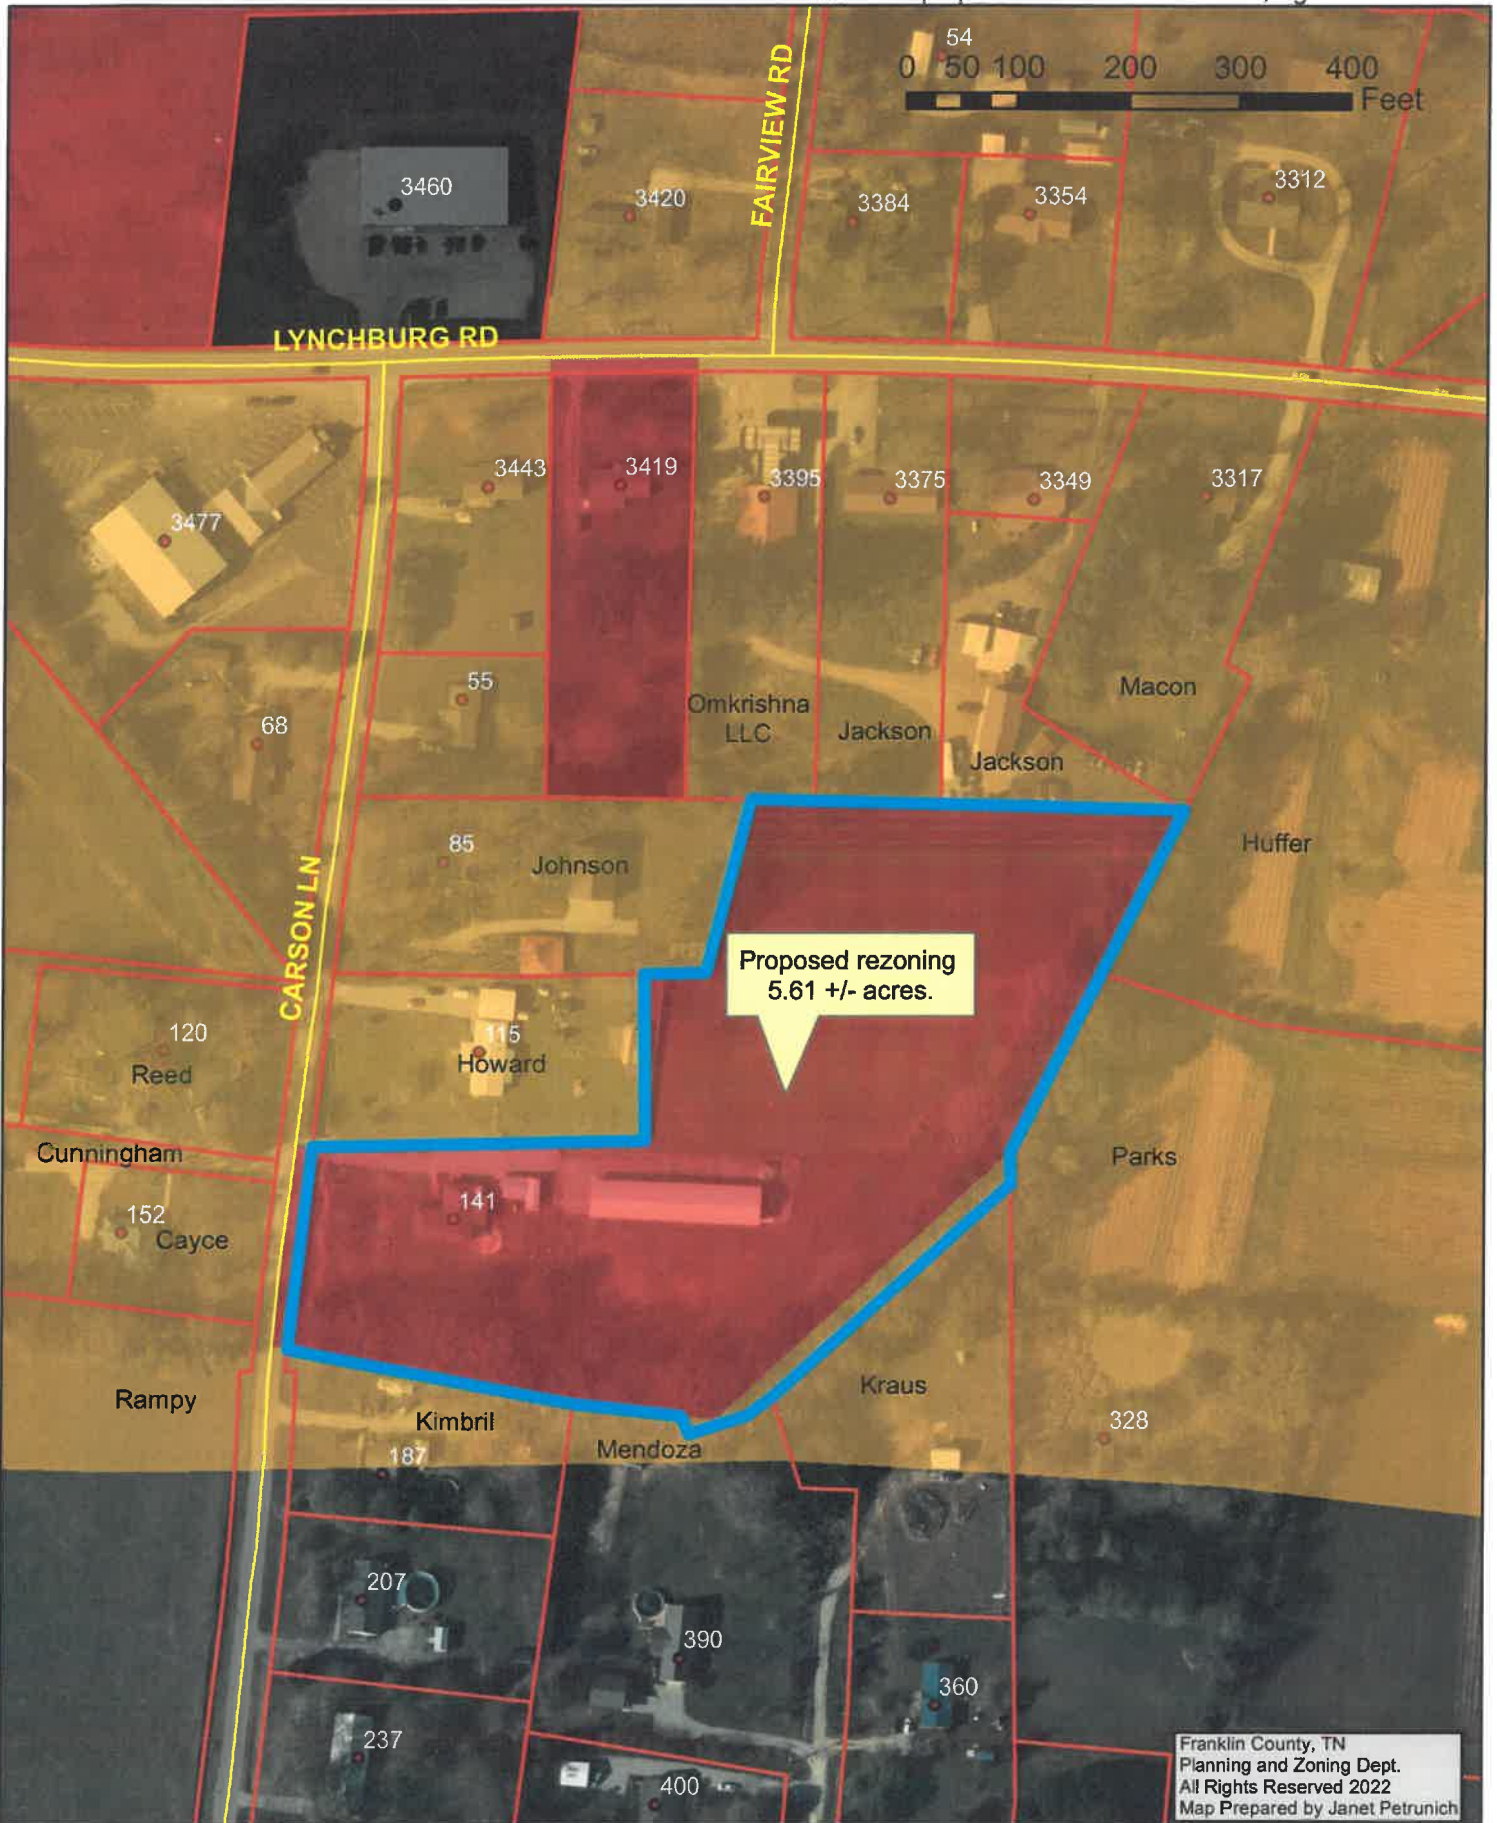 54
0 50 100 200 300 400
Feet
FAIRVIEW RD
3460
3420
3384
3354
3312
LYNCHBURG RD
3443
3419
3395
3375
3349
3317
3477
55
68
Omkrishna
LLC
Jackson
Jackson
Macon
85
Johnson
Huffer
CARSON LN
Proposed rezoning
5.61 +/- acres.
120
Reed
115
Howard
Cunningham
Parks
152
Cayce
141
Rampy
Kimbril
Kraus
328
187
Mendoza
207
390
360
237
400
Franklin County, TN
Planning and Zoning Dept.
All Rights Reserved 2022
Map Prepared by Janet Petrunich